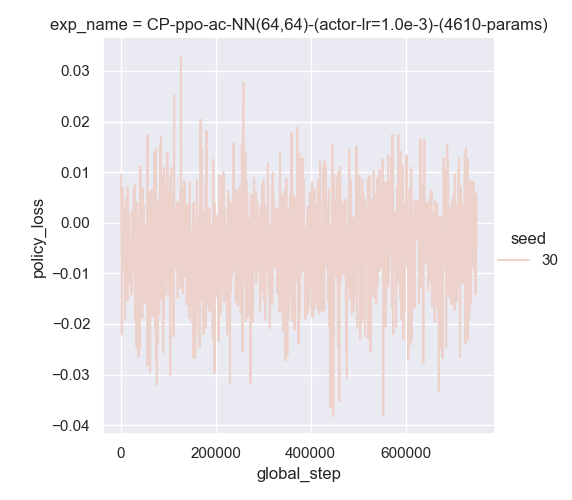 exp_name = CP-ppo-ac-NN(64,64)-(actor-lr=1.0e-3)-(4610-params)
0.03
0.02
0.01
0.00
−0.01
−0.02
−0.03
−0.04
policy_loss
0 200000 400000 600000
global_step
seed
30